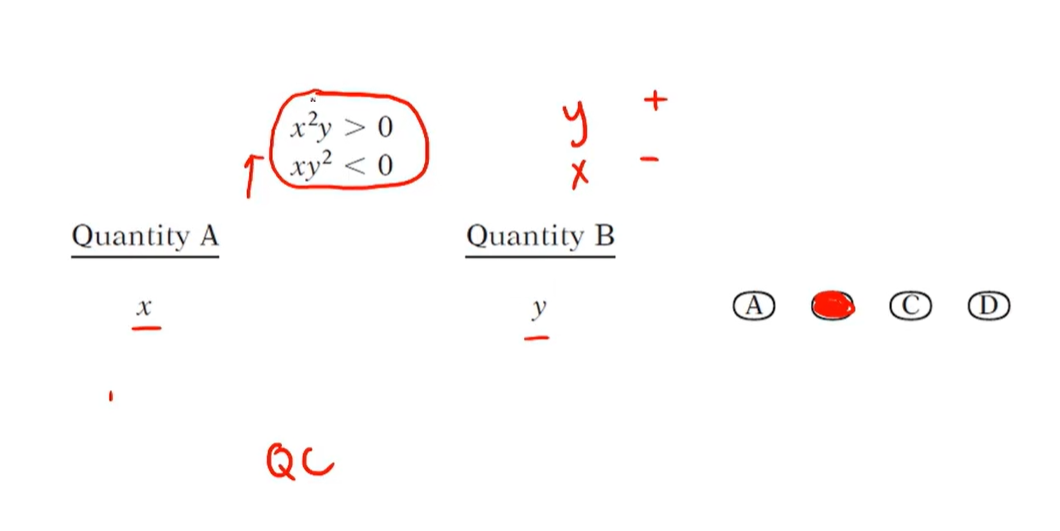 x²y > 0
xy² < 0
y +
x -
Quantity A Quantity B
x y
A C D
QC